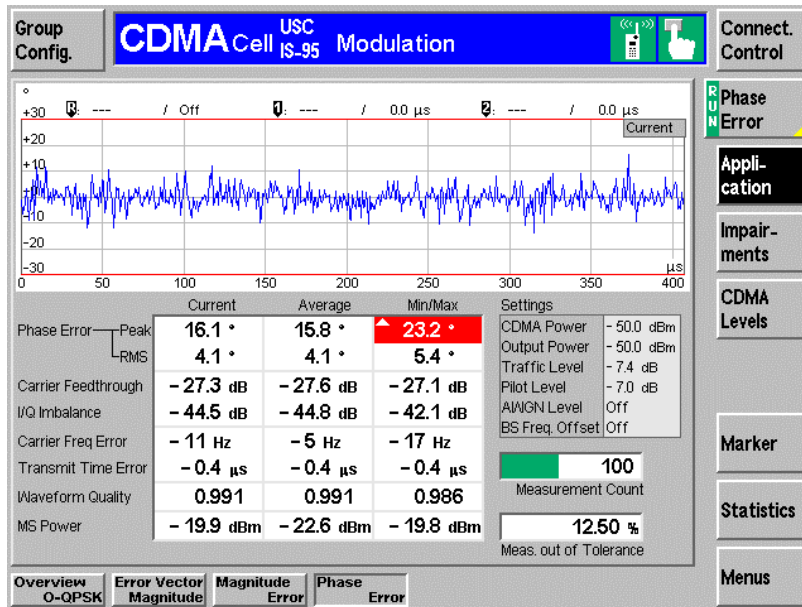 Group Config.
CDMA Cell USC IS-95 Modulation
Connect. Control
°
+30 R: --- / Off 1: --- / 0.0 µs 2: --- / 0.0 µs
Current
+20
+10
±0
-10
-20
-30
µs
0 50 100 150 200 250 300 350 400
RUN Phase Error
Appli- cation
Impair- ments
CDMA Levels
Marker
Statistics
Menus
Current Average Min/Max
Phase Error Peak 16.1 ° 15.8 ° 23.2 °
RMS 4.1 ° 4.1 ° 5.4 °
Carrier Feedthrough - 27.3 dB - 27.6 dB - 27.1 dB
I/Q Imbalance - 44.5 dB - 44.8 dB - 42.1 dB
Carrier Freq Error - 11 Hz - 5 Hz - 17 Hz
Transmit Time Error - 0.4 µs - 0.4 µs - 0.4 µs
Waveform Quality 0.991 0.991 0.986
MS Power - 19.9 dBm - 22.6 dBm - 19.8 dBm
Settings
CDMA Power - 50.0 dBm
Output Power - 50.0 dBm
Traffic Level - 7.4 dB
Pilot Level - 7.0 dB
AWGN Level Off
BS Freq. Offset Off
100
Measurement Count
12.50 %
Meas. out of Tolerance
Overview O-QPSK
Error Vector Magnitude
Magnitude Error
Phase Error